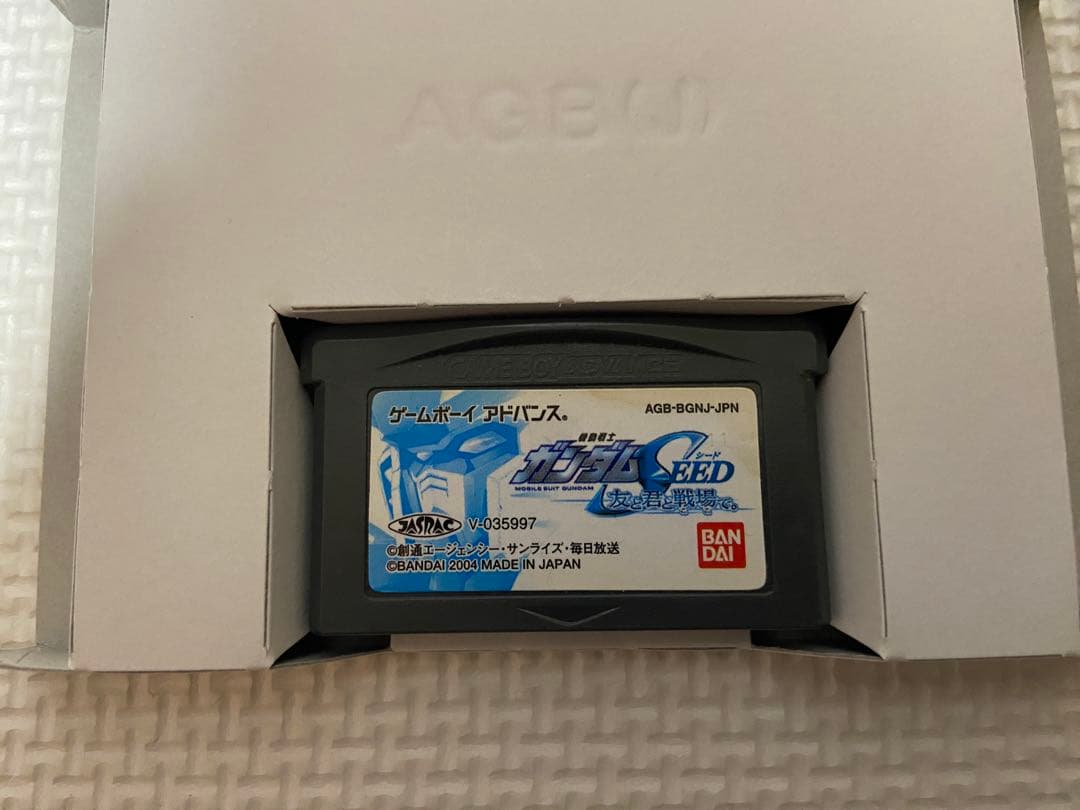 AGB(J)
GAME BOY ADVANCE
ゲームボーイ アドバンス®
AGB-BGNJ-JPN
機動戦士
ガンダムSEED
シード
MOBILE SUIT GUNDAM
友と君と戦場で。
JASRAC V-035997
©創通エージェンシー・サンライズ・毎日放送
©BANDAI 2004 MADE IN JAPAN
BAN
DAI